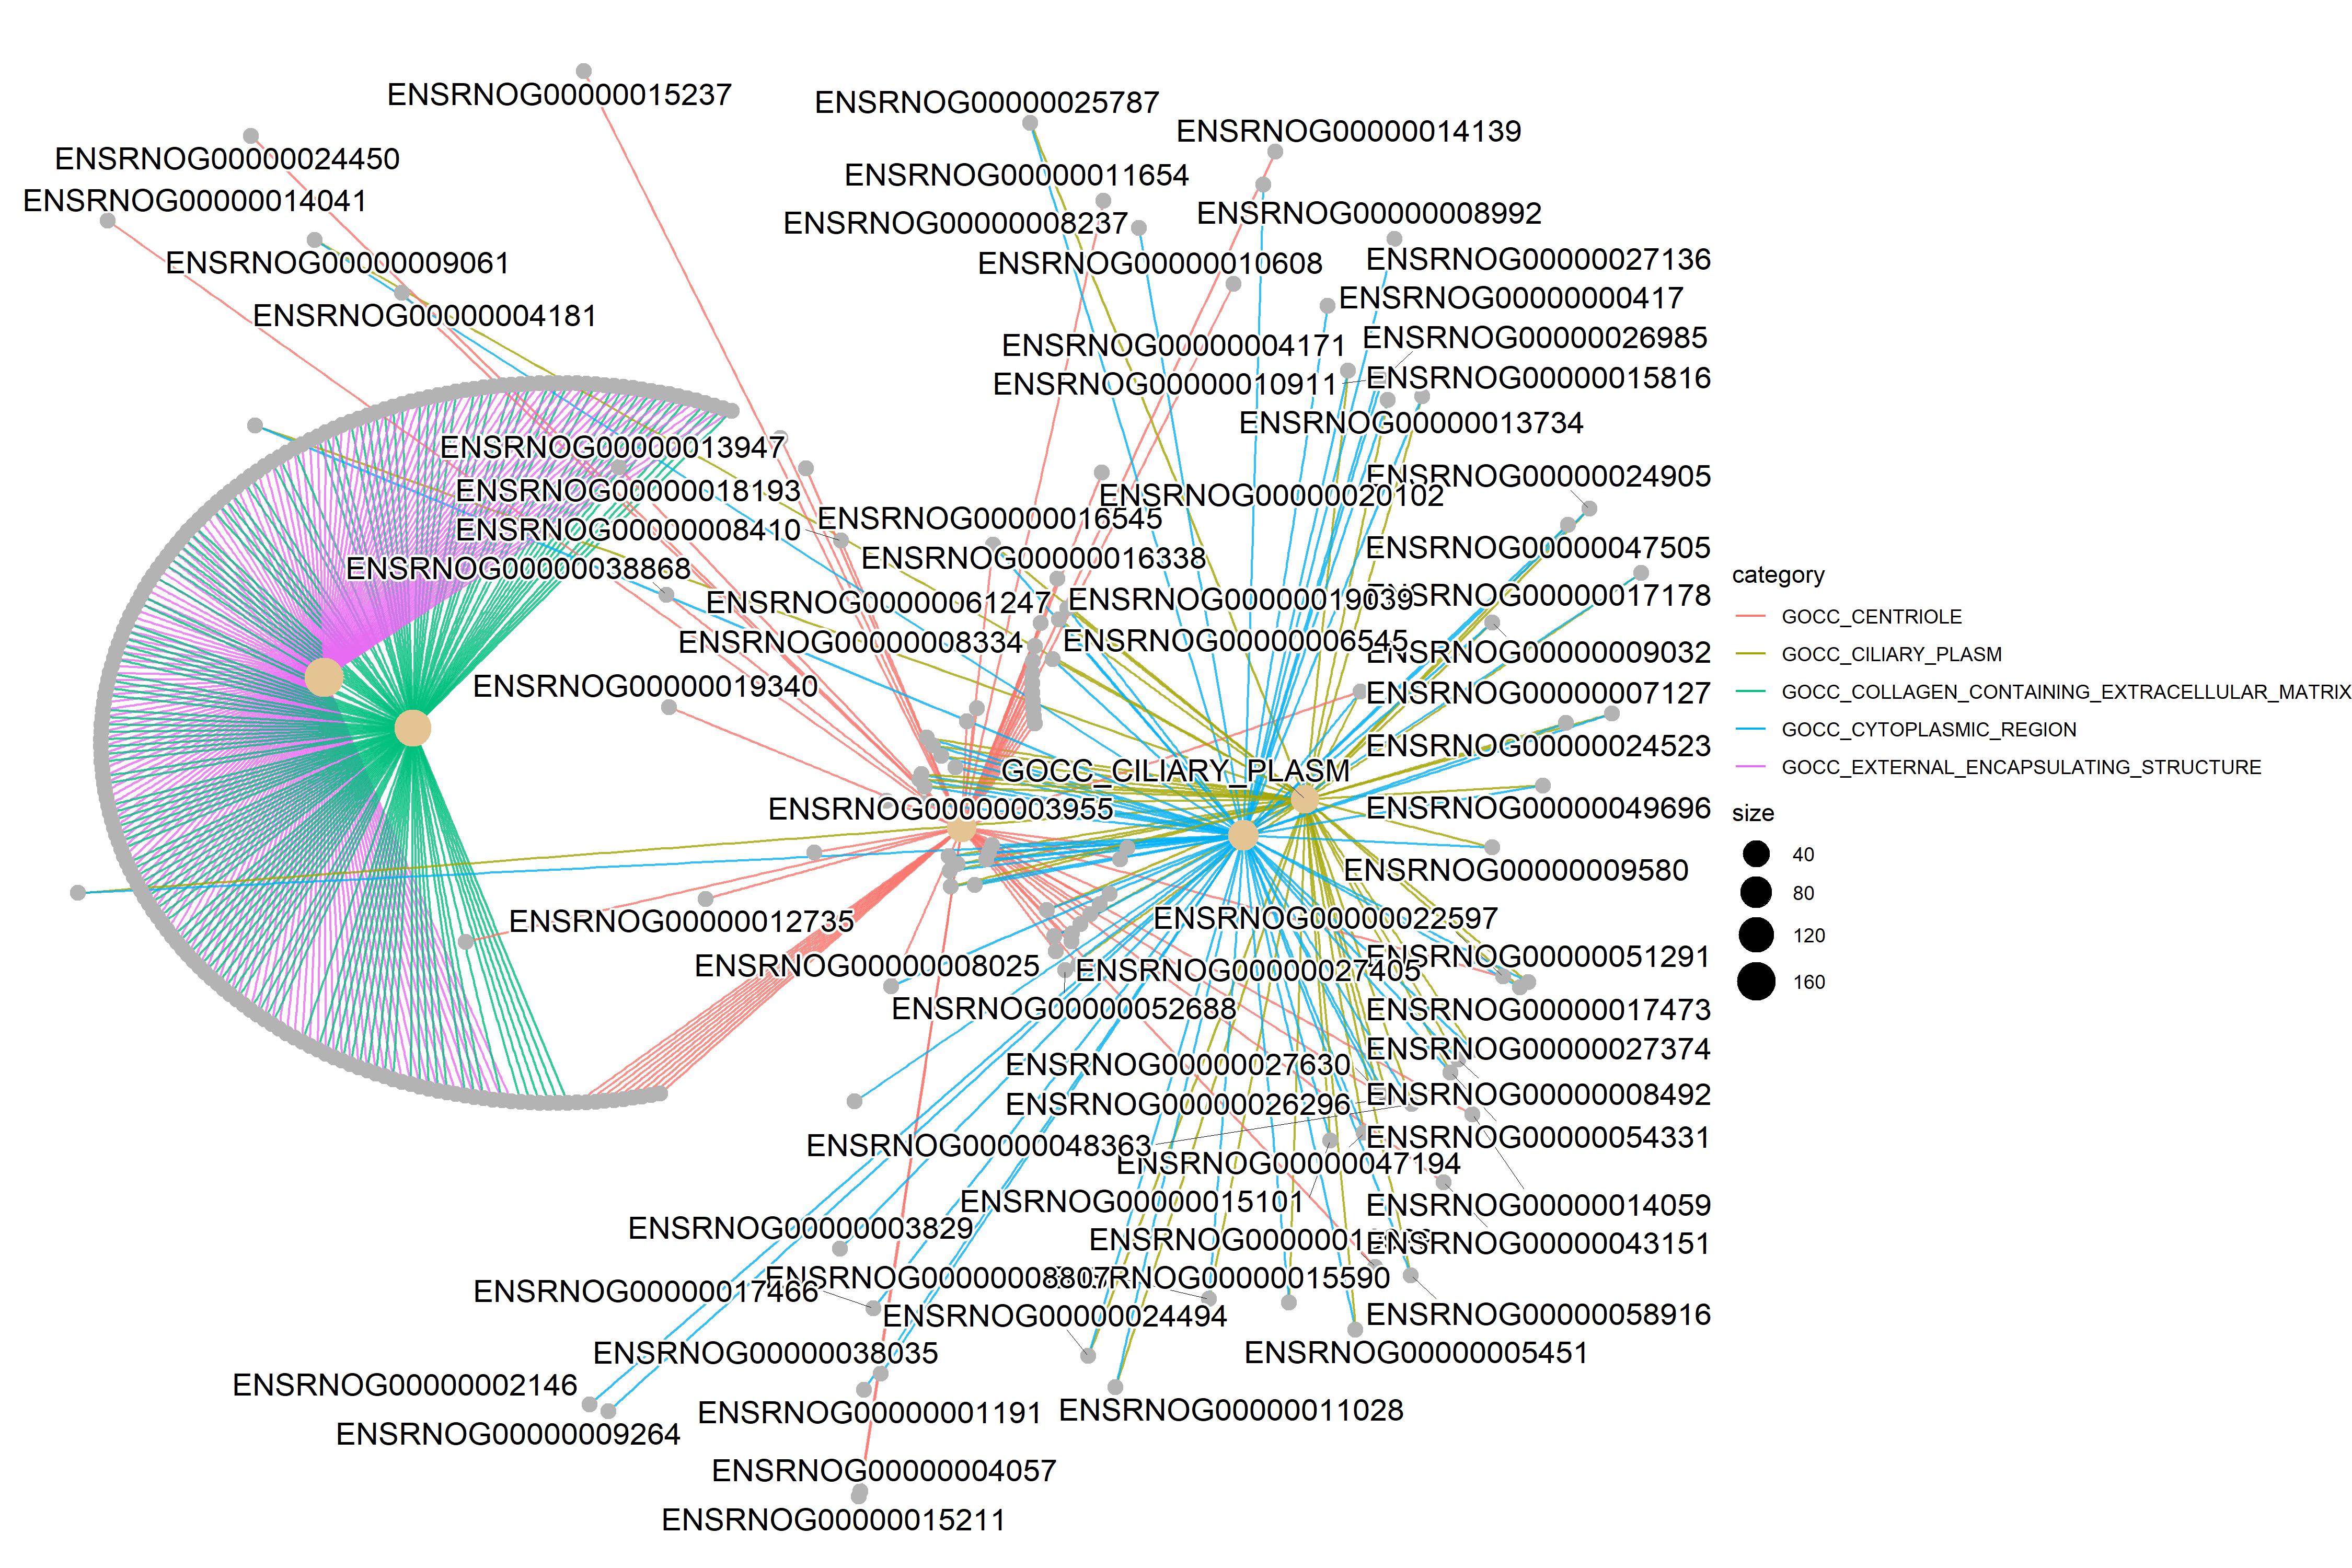 ENSRNOG00000015237
ENSRNOG00000025787
ENSRNOG00000014139
ENSRNOG00000024450
ENSRNOG00000011654
ENSRNOG00000014041
ENSRNOG00000008992
ENSRNOG00000008237
ENSRNOG00000009061
ENSRNOG00000010608
ENSRNOG00000027136
ENSRNOG00000000417
ENSRNOG00000004181
ENSRNOG00000004171
ENSRNOG00000026985
ENSRNOG00000010911
ENSRNOG00000015816
ENSRNOG00000013734
ENSRNOG00000013947
ENSRNOG00000024905
ENSRNOG00000018193
ENSRNOG00000020102
ENSRNOG00000008410
ENSRNOG00000016545
ENSRNOG00000047505
ENSRNOG00000038868
ENSRNOG00000016338
ENSRNOG00000061247
ENSRNOG00000019039
ENSRNOG00000017178
ENSRNOG00000008334
ENSRNOG00000006545
ENSRNOG00000009032
ENSRNOG00000019340
ENSRNOG00000007127
ENSRNOG00000024523
GOCC_CILIARY_PLASM
ENSRNOG00000003955
ENSRNOG00000049696
ENSRNOG00000009580
ENSRNOG00000012735
ENSRNOG00000022597
ENSRNOG00000008025
ENSRNOG00000027405
ENSRNOG00000051291
ENSRNOG00000052688
ENSRNOG00000017473
ENSRNOG00000027630
ENSRNOG00000027374
ENSRNOG00000026296
ENSRNOG00000008492
ENSRNOG00000048363
ENSRNOG00000054331
ENSRNOG00000047194
ENSRNOG00000015101
ENSRNOG00000014059
ENSRNOG00000003829
ENSRNOG00000043151
ENSRNOG00000017466
ENSRNOG00000008807
ENSRNOG00000015590
ENSRNOG00000024494
ENSRNOG00000058916
ENSRNOG00000038035
ENSRNOG00000005451
ENSRNOG00000002146
ENSRNOG00000001191
ENSRNOG00000011028
ENSRNOG00000009264
ENSRNOG00000004057
ENSRNOG00000015211
category
GOCC_CENTRIOLE
GOCC_CILIARY_PLASM
GOCC_COLLAGEN_CONTAINING_EXTRACELLULAR_MATRIX
GOCC_CYTOPLASMIC_REGION
GOCC_EXTERNAL_ENCAPSULATING_STRUCTURE
size
40
80
120
160